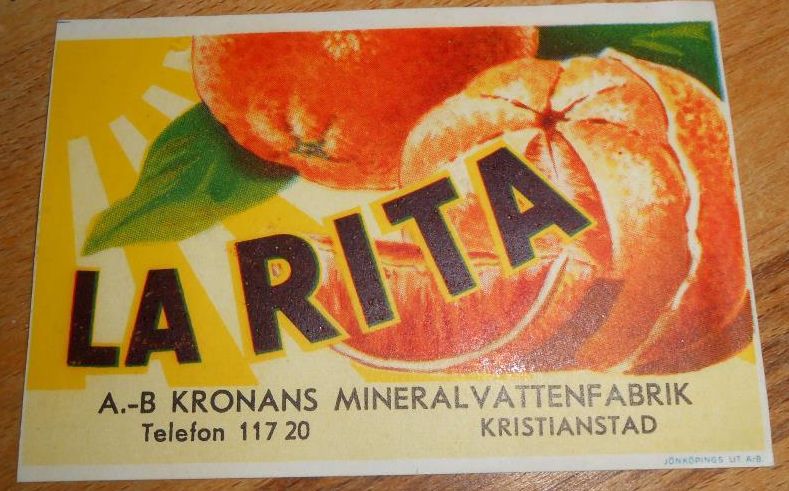 LA RITA
A.-B KRONANS MINERALVATTENFABRIK
Telefon 117 20 KRISTIANSTAD
JÖNKÖPINGS LIT. A.-B.